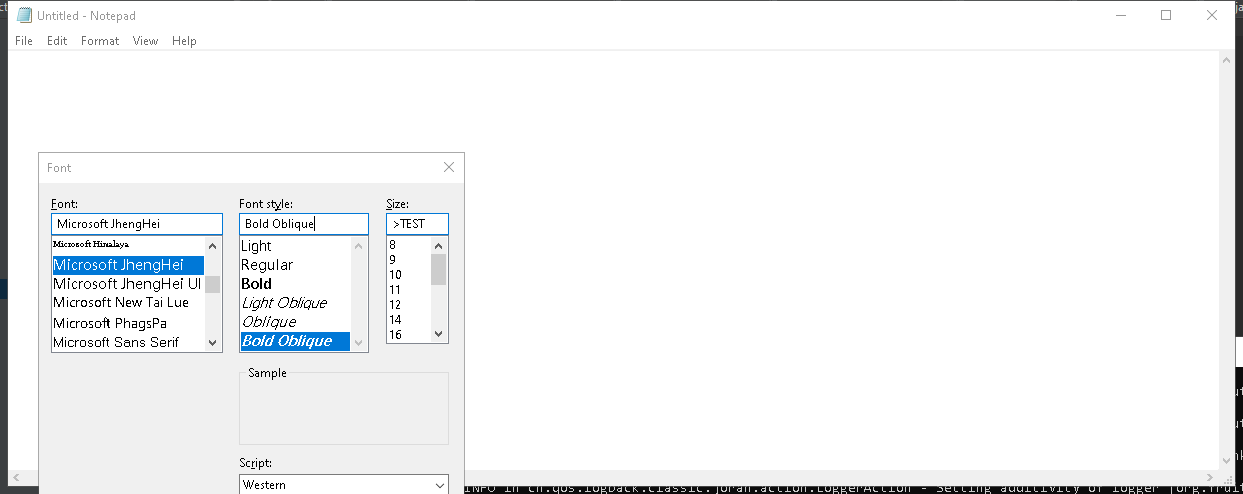 Untitled - Notepad
File Edit Format View Help
Font
Font: Font style: Size:
Microsoft JhengHei Bold Oblique >TEST
Microsoft Himalaya Light 8
Microsoft JhengHei Regular 9
Microsoft JhengHei UI Bold 10
Microsoft New Tai Lue Light Oblique 11
Microsoft PhagsPa Oblique 12
Microsoft Sans Serif Bold Oblique 14
16
Sample
Script:
Western
INFO in ch.qos.logback.classic.joran.action.LoggerAction - Setting additivity of logger